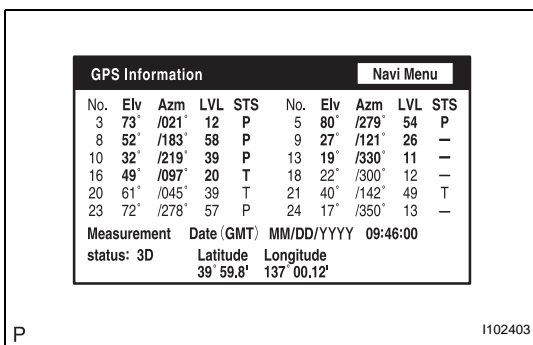 GPS Information Navi Menu
No. Elv Azm LVL STS No. Elv Azm LVL STS
3 73° /021° 12 P 5 80° /279° 54 P
8 52° /183° 58 P 9 27° /121° 26 –
10 32° /219° 39 P 13 19° /330° 11 –
16 49° /097° 20 T 18 22° /300° 12 –
20 61° /045° 39 T 21 40° /142° 49 T
23 72° /278° 57 P 24 17° /350° 13 –
Measurement Date (GMT) MM/DD/YYYY 09:46:00
status: 3D Latitude Longitude
39° 59.8' 137° 00.12'
P I102403